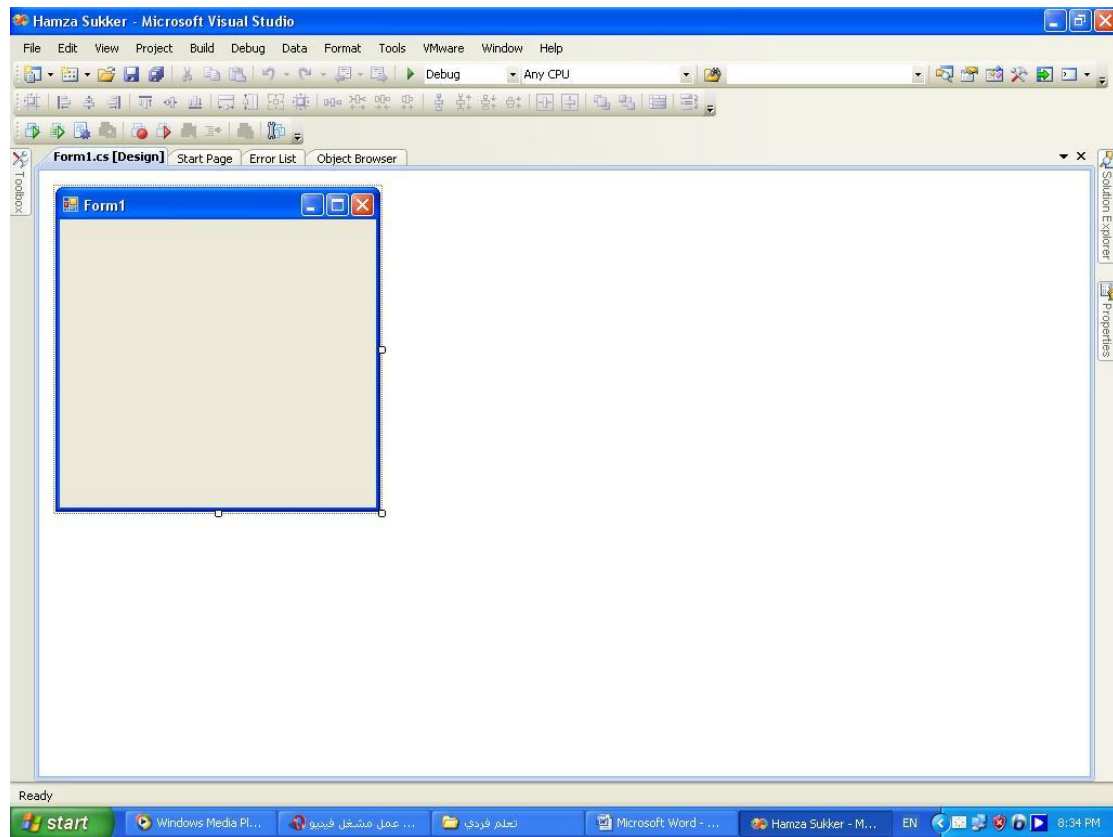 Hamza Sukker - Microsoft Visual Studio
File Edit View Project Build Debug Data Format Tools VMware Window Help
Debug Any CPU
Form1.cs [Design] Start Page Error List Object Browser
Toolbox
Form1
Solution Explorer
Properties
Ready
start Windows Media Pl... عمل مشغل فيديو ... تعلم فردي Microsoft Word - ... Hamza Sukker - M... EN 8:34 PM